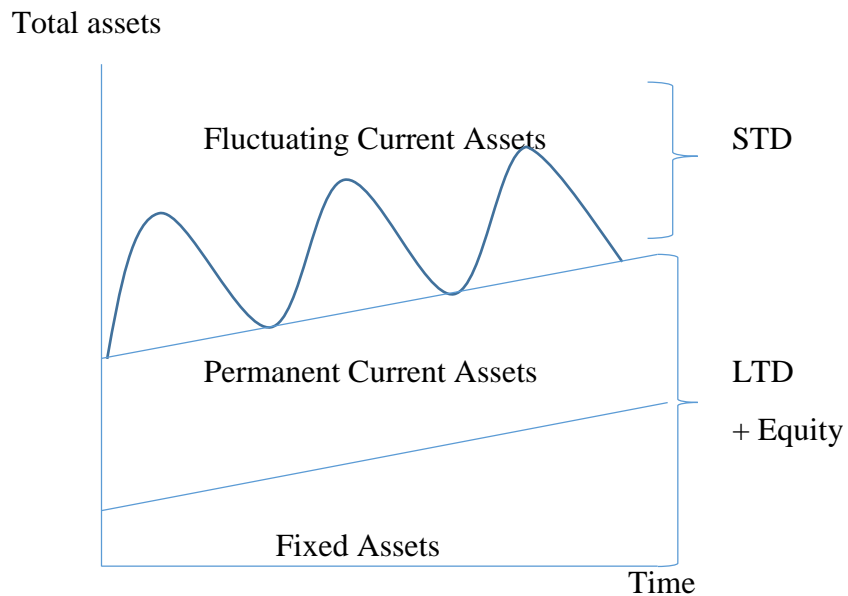 Total assets
Fluctuating Current Assets
STD
Permanent Current Assets
LTD
+ Equity
Fixed Assets
Time